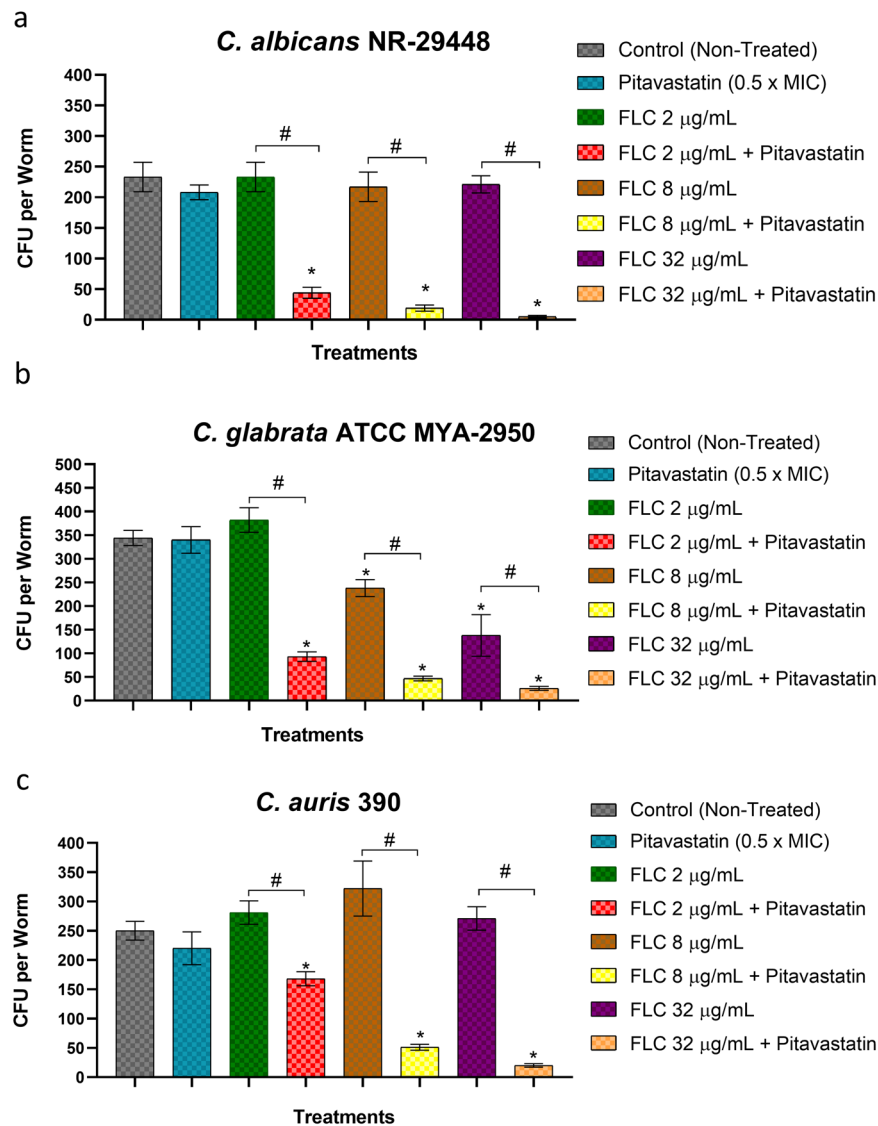 a
C. albicans NR-29448
CFU per Worm
400
350
300
250
200
150
100
50
0
#
#
#
*
*
*
Treatments
Control (Non-Treated)
Pitavastatin (0.5 x MIC)
FLC 2 μg/mL
FLC 2 μg/mL + Pitavastatin
FLC 8 μg/mL
FLC 8 μg/mL + Pitavastatin
FLC 32 μg/mL
FLC 32 μg/mL + Pitavastatin
b
C. glabrata ATCC MYA-2950
CFU per Worm
500
450
400
350
300
250
200
150
100
50
0
#
#
#
*
*
*
*
*
Treatments
Control (Non-Treated)
Pitavastatin (0.5 x MIC)
FLC 2 μg/mL
FLC 2 μg/mL + Pitavastatin
FLC 8 μg/mL
FLC 8 μg/mL + Pitavastatin
FLC 32 μg/mL
FLC 32 μg/mL + Pitavastatin
c
C. auris 390
CFU per Worm
400
350
300
250
200
150
100
50
0
#
#
#
*
*
*
Treatments
Control (Non-Treated)
Pitavastatin (0.5 x MIC)
FLC 2 μg/mL
FLC 2 μg/mL + Pitavastatin
FLC 8 μg/mL
FLC 8 μg/mL + Pitavastatin
FLC 32 μg/mL
FLC 32 μg/mL + Pitavastatin